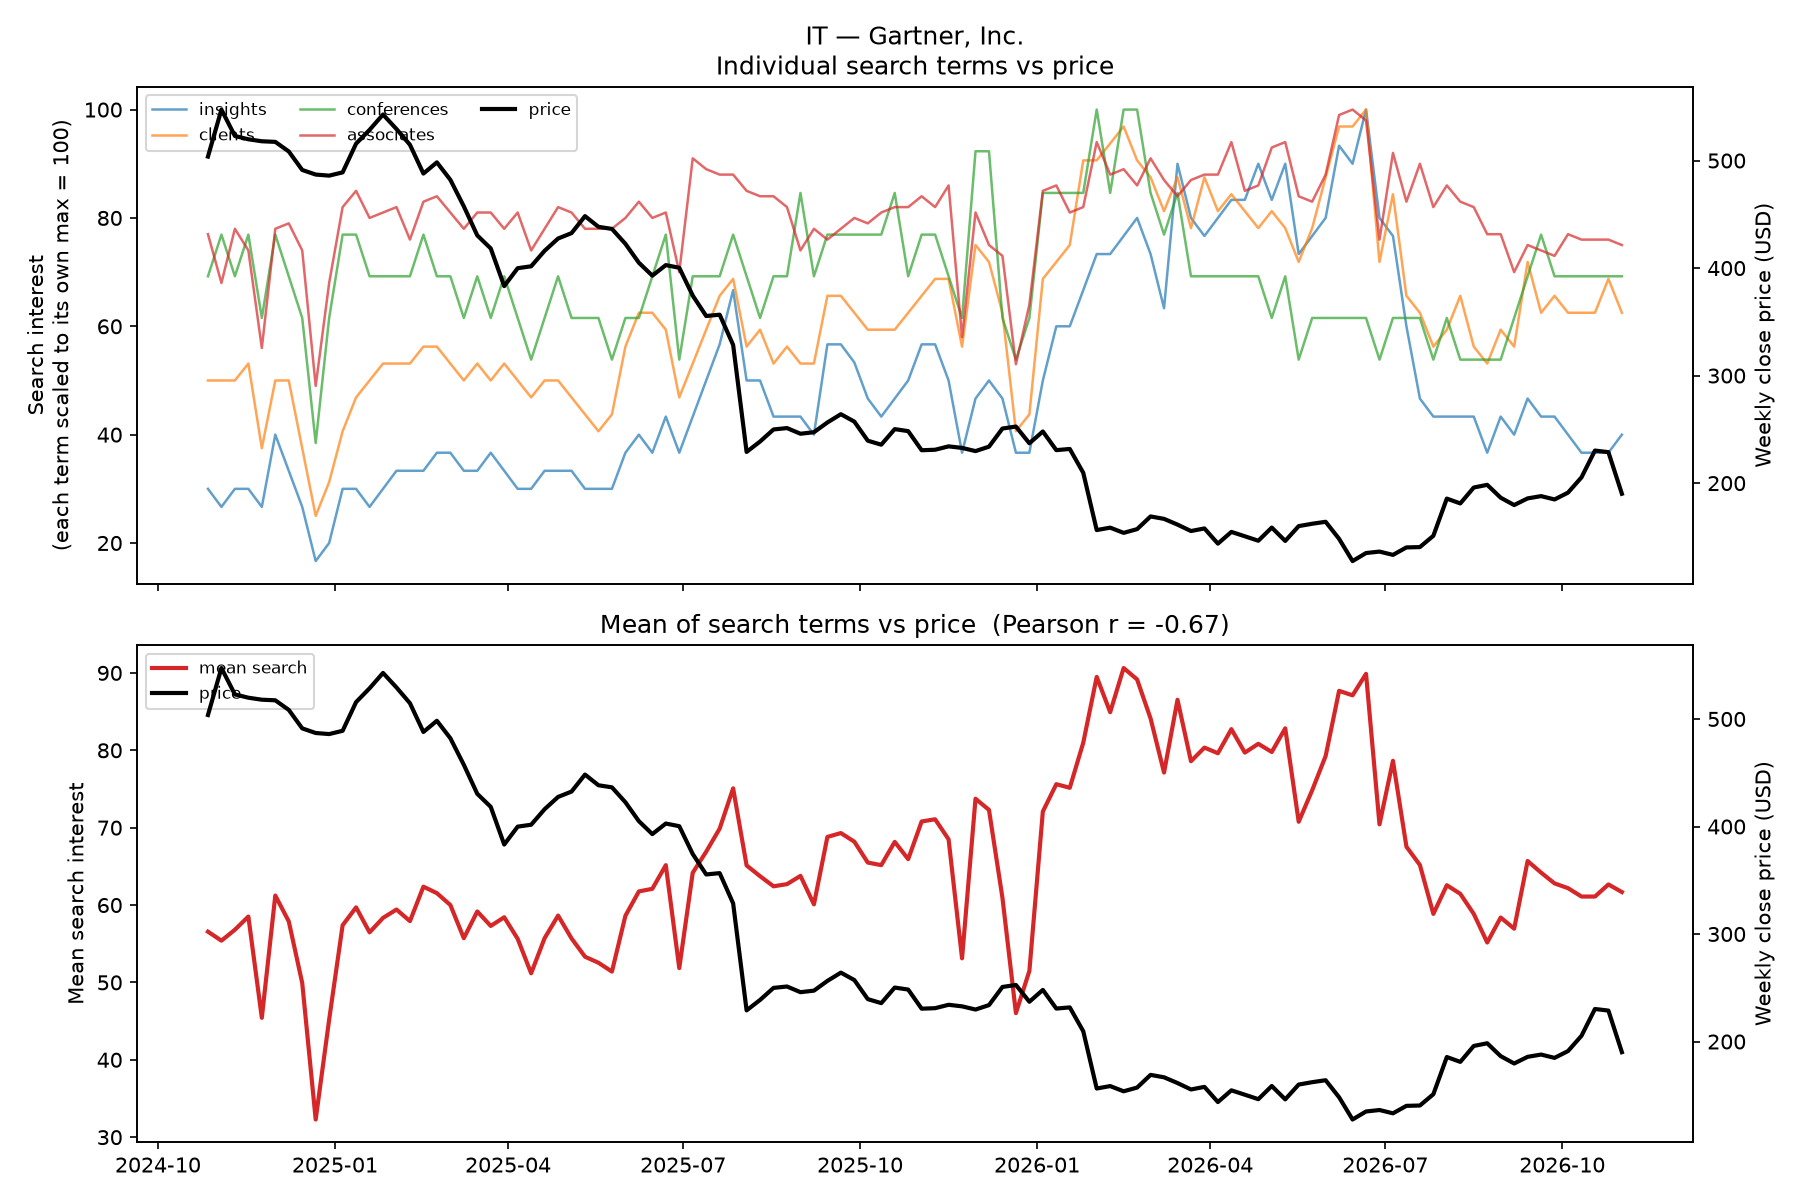 IT — Gartner, Inc.
Individual search terms vs price
insights
clients
conferences
associates
price
100
80
60
40
20
Search interest
(each term scaled to its own max = 100)
500
400
300
200
Weekly close price (USD)
Mean of search terms vs price  (Pearson r = -0.67)
mean search
price
90
80
70
60
50
40
30
Mean search interest
500
400
300
200
Weekly close price (USD)
2024-10
2025-01
2025-04
2025-07
2025-10
2026-01
2026-04
2026-07
2026-10